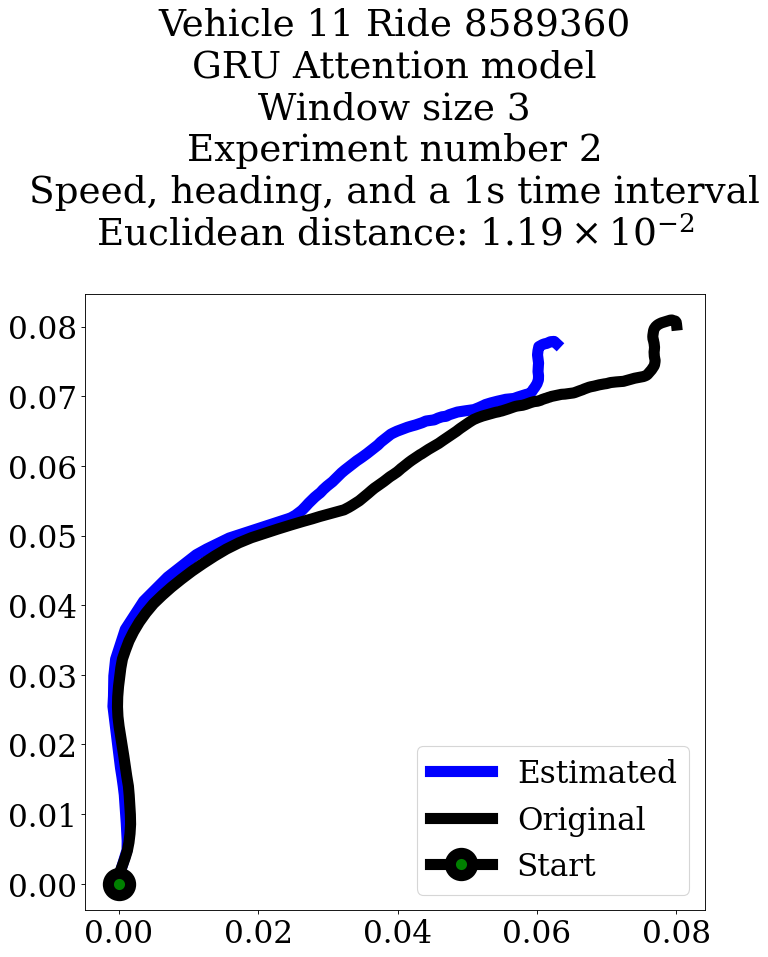 Vehicle 11 Ride 8589360
GRU Attention model
Window size 3
Experiment number 2
Speed, heading, and a 1s time interval
Euclidean distance: 1.19 × 10⁻²
0.08
0.07
0.06
0.05
0.04
0.03
0.02
0.01
0.00
Estimated
Original
Start
0.00 0.02 0.04 0.06 0.08